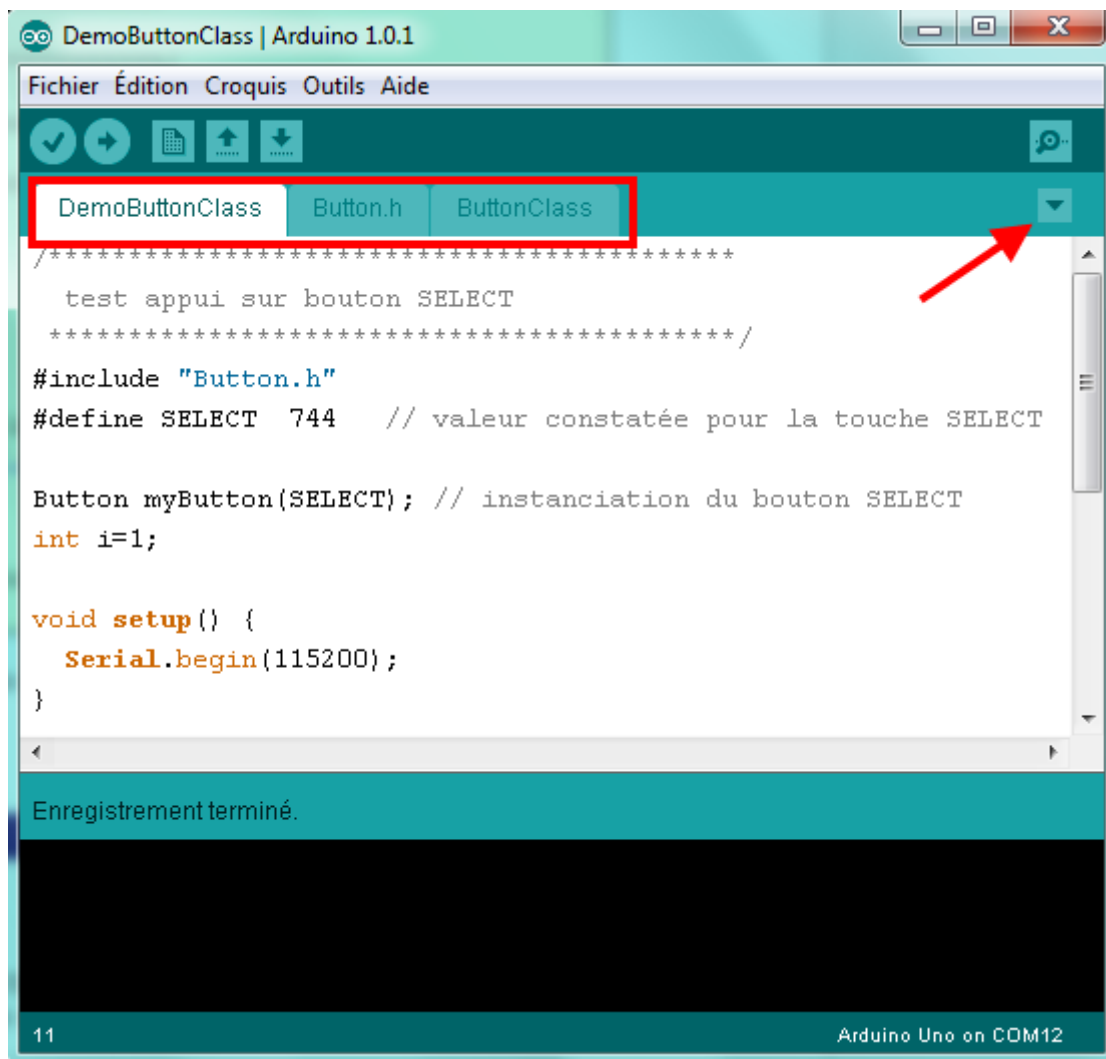 DemoButtonClass | Arduino 1.0.1
Fichier Édition Croquis Outils Aide
DemoButtonClass Button.h ButtonClass
/*******************************************
test appui sur bouton SELECT
*******************************************/
#include "Button.h"
#define SELECT 744 // valeur constatée pour la touche SELECT
Button myButton(SELECT); // instanciation du bouton SELECT
int i=1;
void setup() {
Serial.begin(115200);
}
Enregistrement terminé.
11 Arduino Uno on COM12